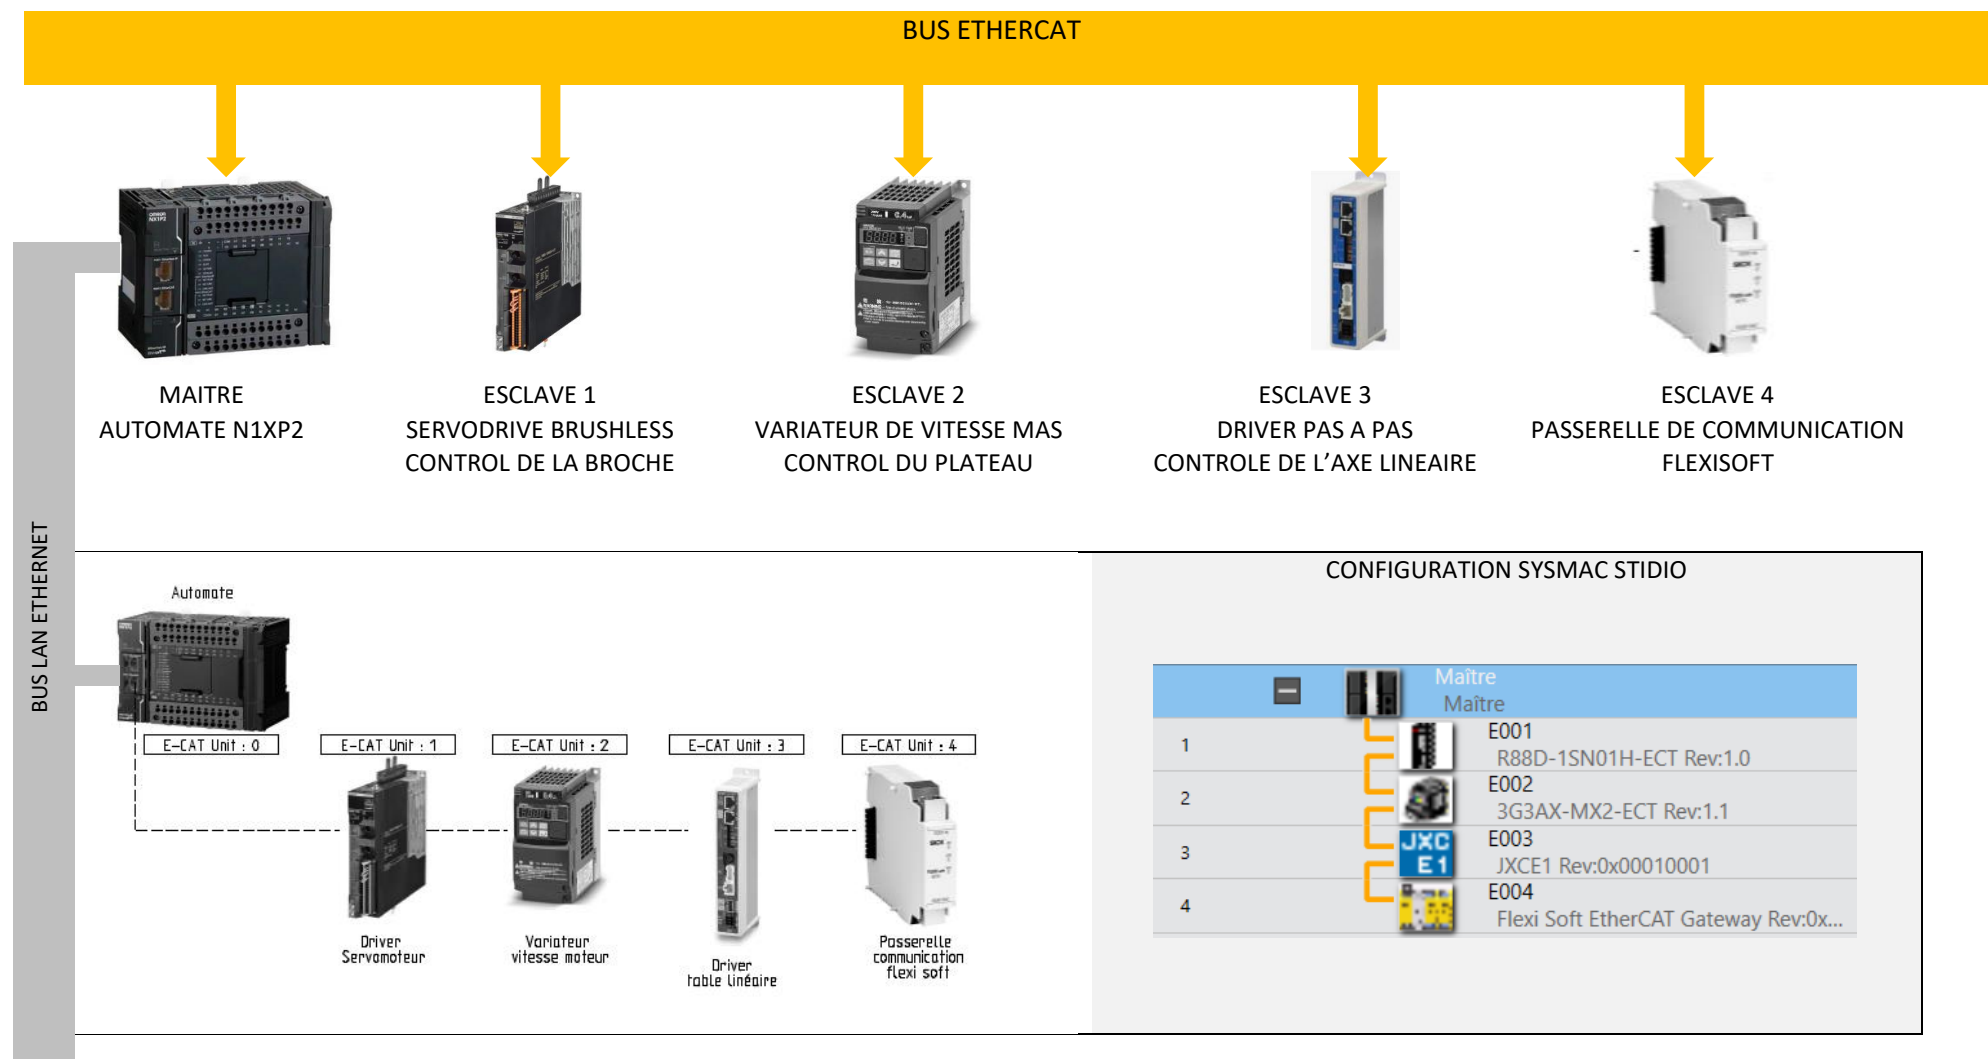 BUS ETHERCAT
MAITRE
AUTOMATE N1XP2
ESCLAVE 1
SERVODRIVE BRUSHLESS
CONTROL DE LA BROCHE
ESCLAVE 2
VARIATEUR DE VITESSE MAS
CONTROL DU PLATEAU
ESCLAVE 3
DRIVER PAS A PAS
CONTROLE DE L’AXE LINEAIRE
ESCLAVE 4
PASSERELLE DE COMMUNICATION
FLEXISOFT
BUS LAN ETHERNET
Automate
E-CAT Unit : 0
E-CAT Unit : 1
E-CAT Unit : 2
E-CAT Unit : 3
E-CAT Unit : 4
Driver
Servomoteur
Variateur
vitesse moteur
Driver
table linéaire
Passerelle
communication
flexi soft
CONFIGURATION SYSMAC STIDIO
Maître
Maître
1
E001
R88D-1SN01H-ECT Rev:1.0
2
E002
3G3AX-MX2-ECT Rev:1.1
3
JXC
E1
E003
JXCE1 Rev:0x00010001
4
E004
Flexi Soft EtherCAT Gateway Rev:0x...